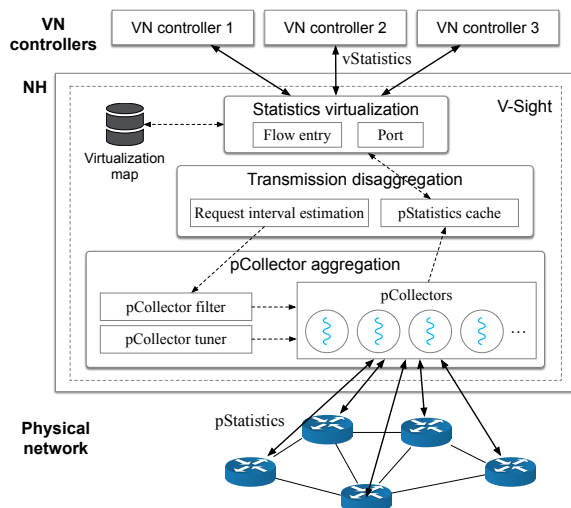 VN
controllers
VN controller 1
VN controller 2
VN controller 3
vStatistics
NH
V-Sight
Statistics virtualization
Flow entry
Port
Virtualization
map
Transmission disaggregation
Request interval estimation
pStatistics cache
pCollector aggregation
pCollectors
pCollector filter
pCollector tuner
...
pStatistics
Physical
network